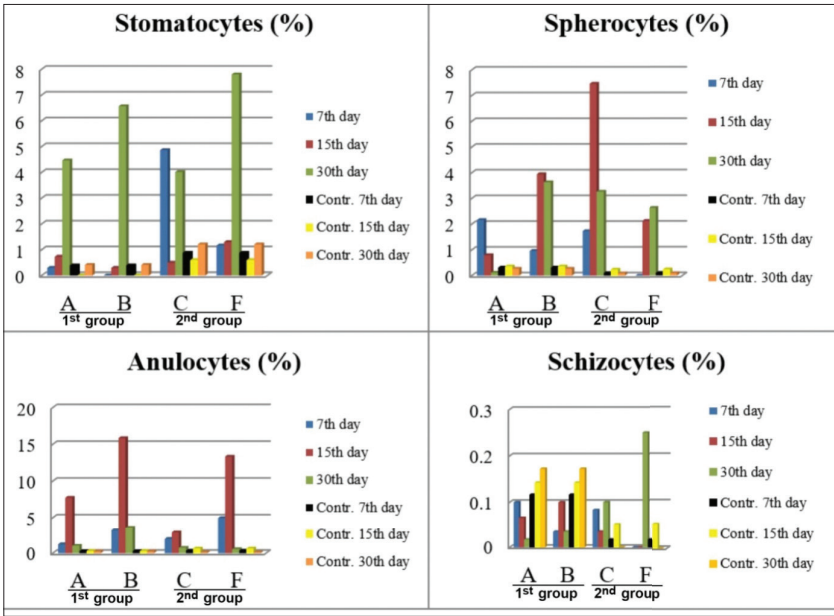 Stomatocytes (%)
8
7
6
5
4
3
2
1
0
A B C F
1st group 2nd group
7th day
15th day
30th day
Contr. 7th day
Contr. 15th day
Contr. 30th day
Spherocytes (%)
8
7
6
5
4
3
2
1
0
A B C F
1st group 2nd group
7th day
15th day
30th day
Contr. 7th day
Contr. 15th day
Contr. 30th day
Anulocytes (%)
20
15
10
5
0
A B C F
1st group 2nd group
7th day
15th day
30th day
Contr. 7th day
Contr. 15th day
Contr. 30th day
Schizocytes (%)
0.3
0.2
0.1
0
A B C F
1st group 2nd group
7th day
15th day
30th day
Contr. 7th day
Contr. 15th day
Contr. 30th day